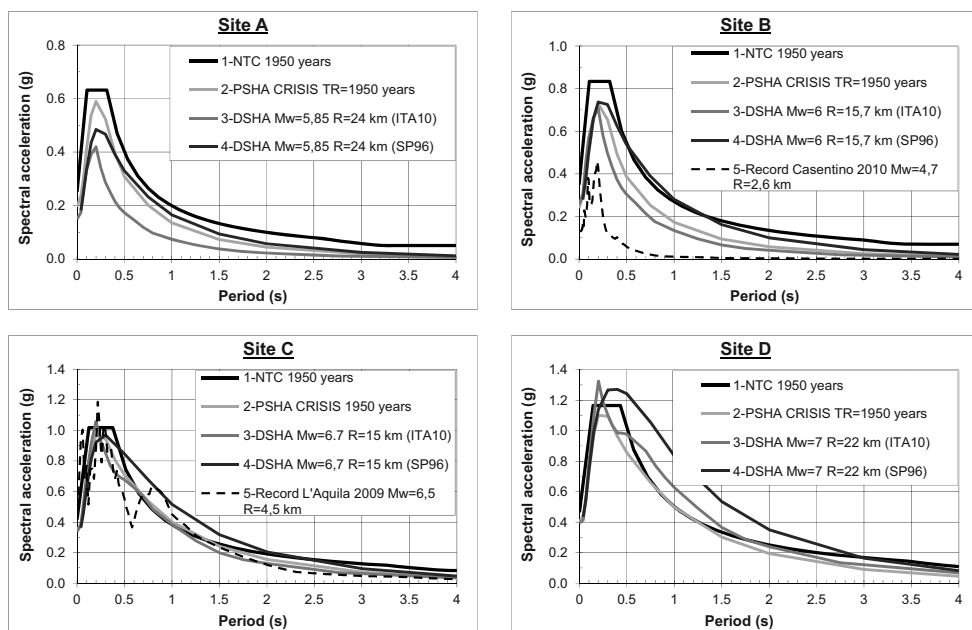 Site A
Spectral acceleration (g)
0.8
0.6
0.4
0.2
0.0
1-NTC 1950 years
2-PSHA CRISIS TR=1950 years
3-DSHA Mw=5,85 R=24 km (ITA10)
4-DSHA Mw=5,85 R=24 km (SP96)
0 0.5 1 1.5 2 2.5 3 3.5 4
Period (s)
Site B
Spectral acceleration (g)
1.0
0.8
0.6
0.4
0.2
0.0
1-NTC 1950 years
2-PSHA CRISIS TR=1950 years
3-DSHA Mw=6 R=15,7 km (ITA10)
4-DSHA Mw=6 R=15,7 km (SP96)
5-Record Casentino 2010 Mw=4,7
R=2,6 km
0 0.5 1 1.5 2 2.5 3 3.5 4
Period (s)
Site C
Spectral acceleration (g)
1.4
1.2
1.0
0.8
0.6
0.4
0.2
0.0
1-NTC 1950 years
2-PSHA CRISIS 1950 years
3-DSHA Mw=6.7 R=15 km (ITA10)
4-DSHA Mw=6,7 R=15 km (SP96)
5-Record L'Aquila 2009 Mw=6,5
R=4,5 km
0 0.5 1 1.5 2 2.5 3 3.5 4
Period (s)
Site D
Spectral acceleration (g)
1.4
1.2
1.0
0.8
0.6
0.4
0.2
0.0
1-NTC 1950 years
2-PSHA CRISIS TR=1950 years
3-DSHA Mw=7 R=22 km (ITA10)
4-DSHA Mw=7 R=22 km (SP96)
0 0.5 1 1.5 2 2.5 3 3.5 4
Period (s)